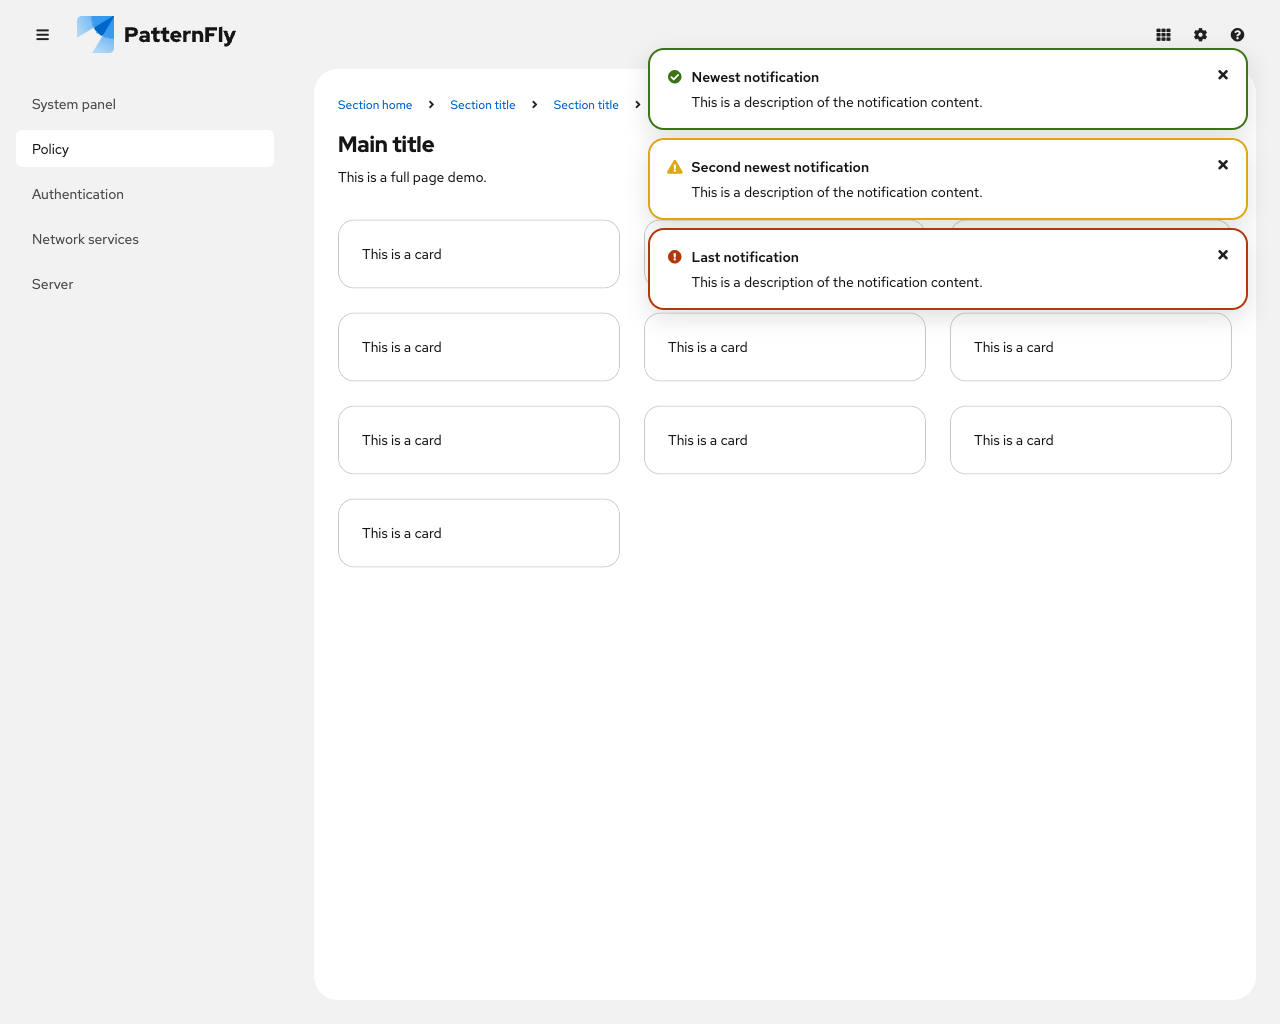 PatternFly
System panel
Policy
Authentication
Network services
Server
Section home
Section title
Section title
Main title
This is a full page demo.
Newest notification
This is a description of the notification content.
Second newest notification
This is a description of the notification content.
Last notification
This is a description of the notification content.
This is a card
This is a card
This is a card
This is a card
This is a card
This is a card
This is a card
This is a card